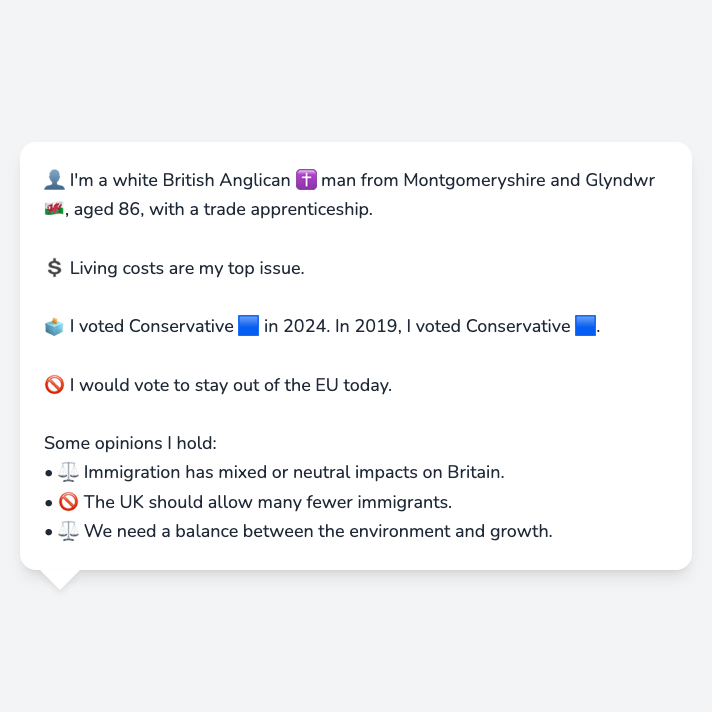 👤 I'm a white British Anglican ✝️ man from Montgomeryshire and Glyndwr
🏴󠁧󠁢󠁷󠁬󠁳󠁿, aged 86, with a trade apprenticeship.
💲 Living costs are my top issue.
🗳️ I voted Conservative 🟦 in 2024. In 2019, I voted Conservative 🟦.
🚫 I would vote to stay out of the EU today.
Some opinions I hold:
• ⚖️ Immigration has mixed or neutral impacts on Britain.
• 🚫 The UK should allow many fewer immigrants.
• ⚖️ We need a balance between the environment and growth.